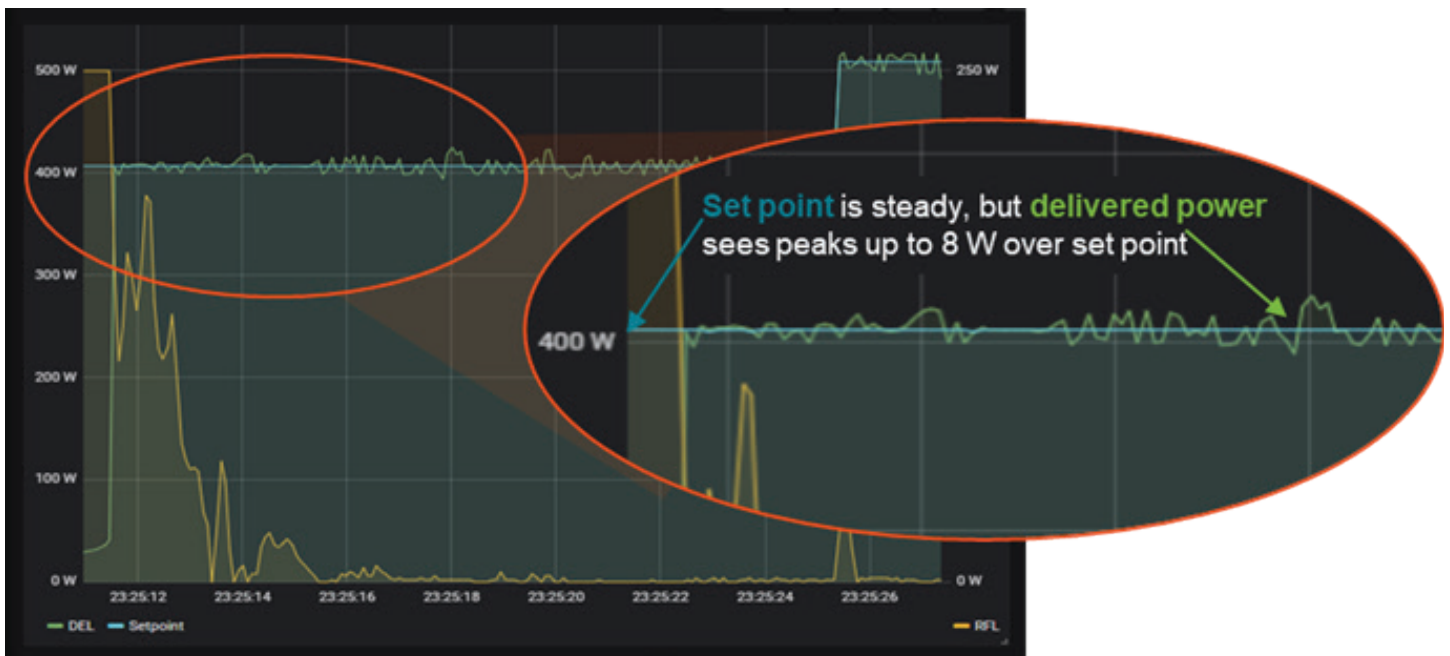 500 W
250 W
400 W
Set point is steady, but delivered power
sees peaks up to 8 W over set point
300 W
400 W
200 W
100 W
0 W
0 W
23:25:12
23:25:14
23:25:16
23:25:18
23:25:20
23:25:22
23:25:24
23:25:26
DEL
Setpoint
RFL